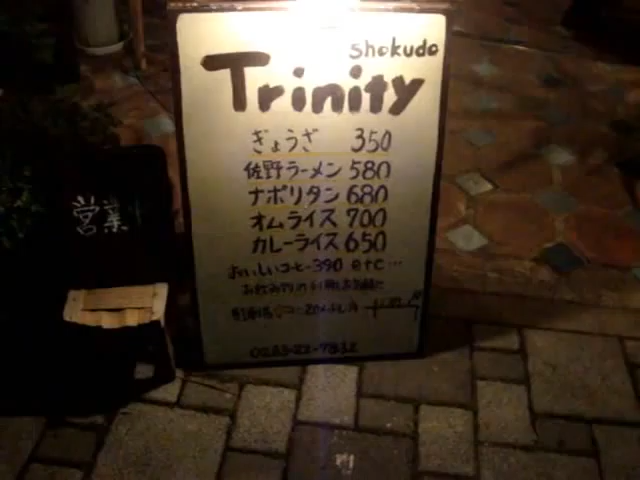 shokudo
Trinity
ぎょうざ 350
佐野ラーメン 580
ナポリタン 680
オムライス 700
カレーライス 650
おいしいコーヒー 390 etc…
営業